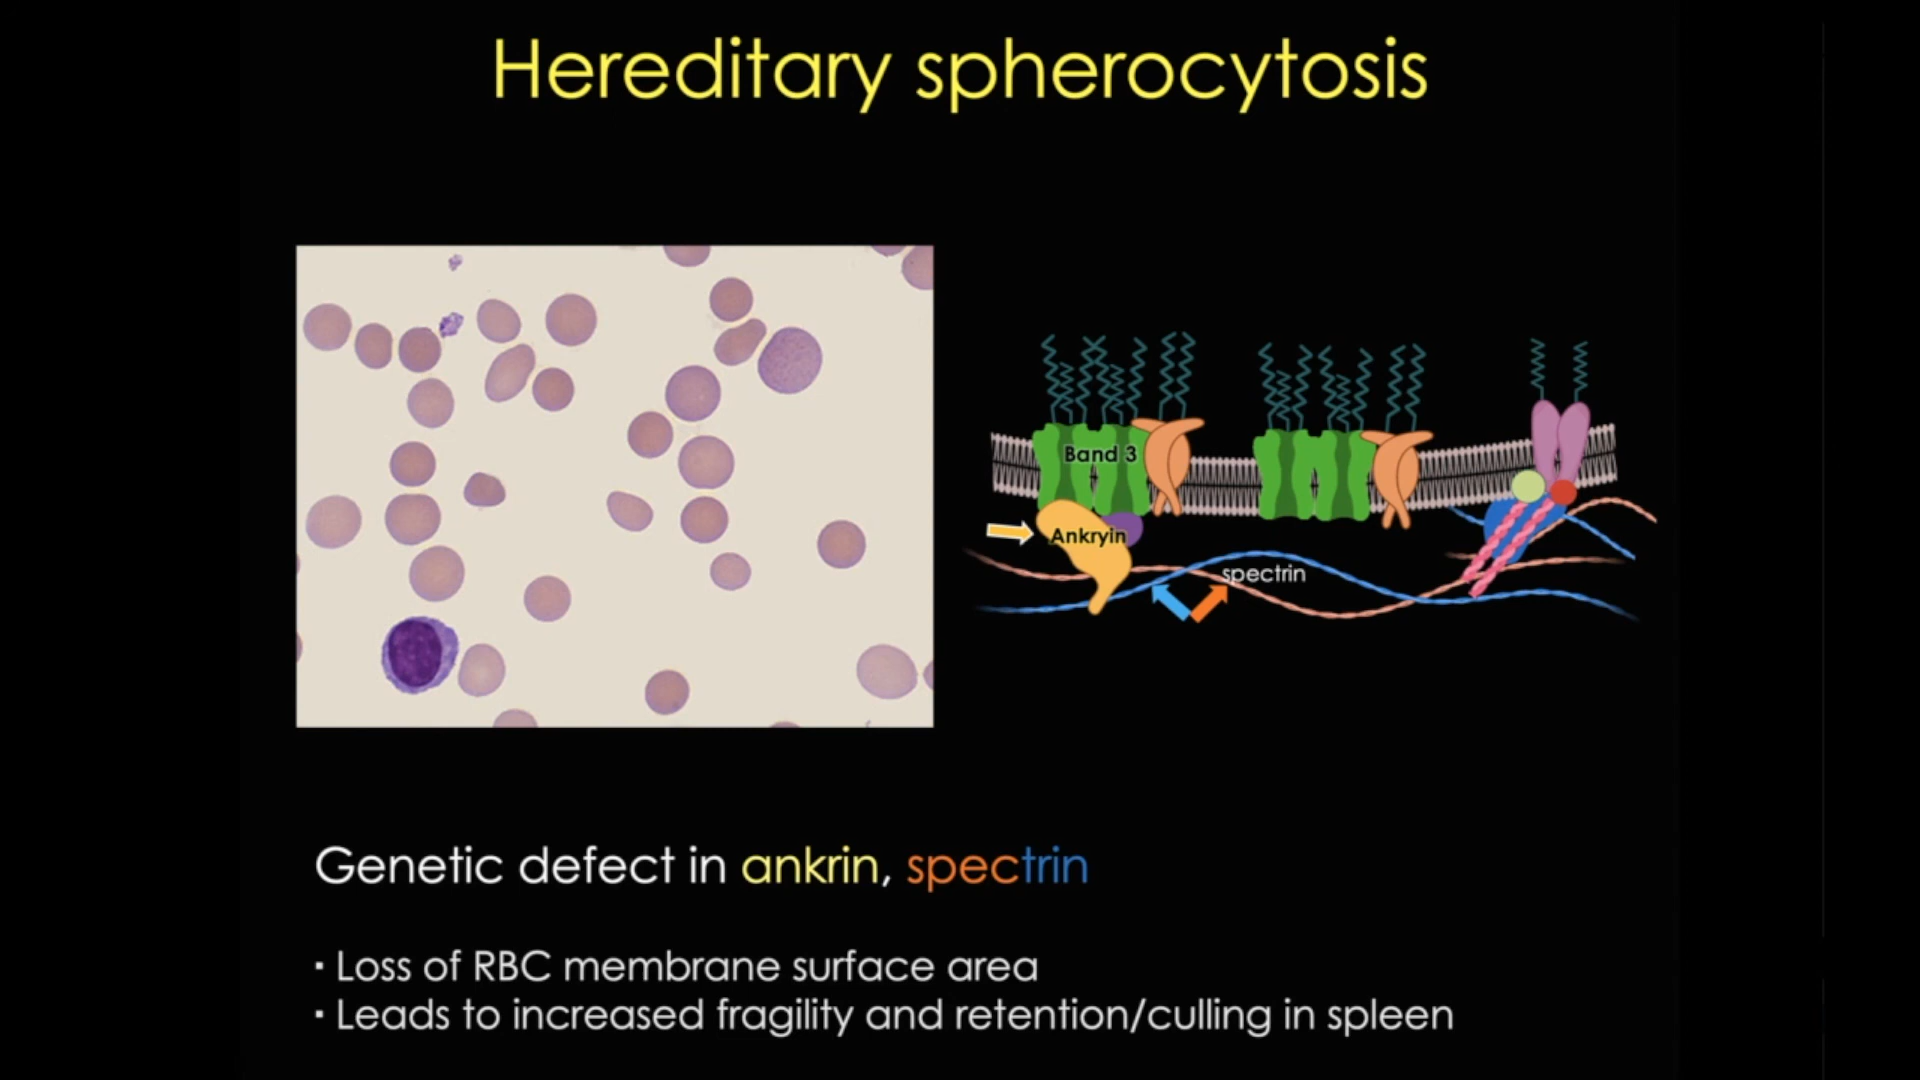 Hereditary spherocytosis
Band 3
Ankryin
spectrin
Genetic defect in ankrin, spectrin
· Loss of RBC membrane surface area
· Leads to increased fragility and retention/culling in spleen